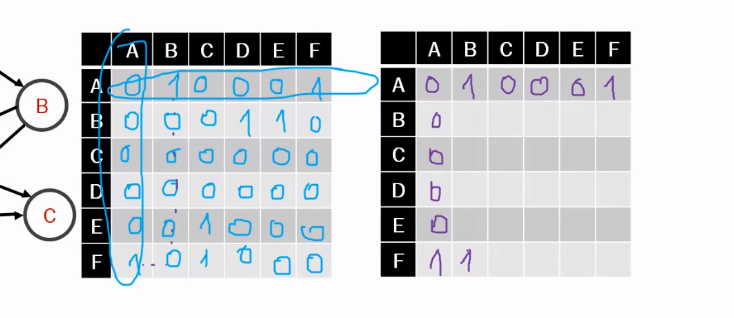 B
C
A B C D E F
A 0 1 0 0 0 1
B 0 0 0 1 1 0
C 0 0 0 0 0 0
D 0 0 0 0 0 0
E 0 0 1 0 0 0
F 1 0 1 0 0 0
A B C D E F
A 0 1 0 0 0 1
B 0
C 0
D 0
E 0
F 1 1